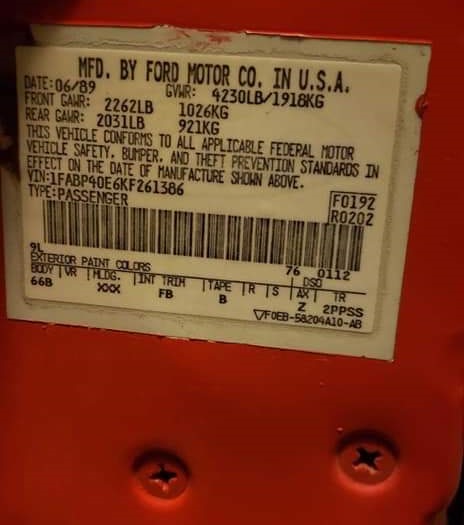 MFD. BY FORD MOTOR CO. IN U.S.A.
DATE: 06/89 GVWR: 4230LB/1918KG
FRONT GAWR: 2262LB 1026KG
REAR GAWR: 2031LB 921KG
THIS VEHICLE CONFORMS TO ALL APPLICABLE FEDERAL MOTOR
VEHICLE SAFETY, BUMPER, AND THEFT PREVENTION STANDARDS IN
EFFECT ON THE DATE OF MANUFACTURE SHOWN ABOVE.
VIN: 1FABP40E6KF261386
TYPE: PASSENGER
F0192
R0202
9L 76 0112
EXTERIOR PAINT COLORS DSO
BODY VR MLDG. INT TRIM TAPE R S AX TR
66B XXX FB B Z 2PPSS
▽F0EB-58204A10-AB